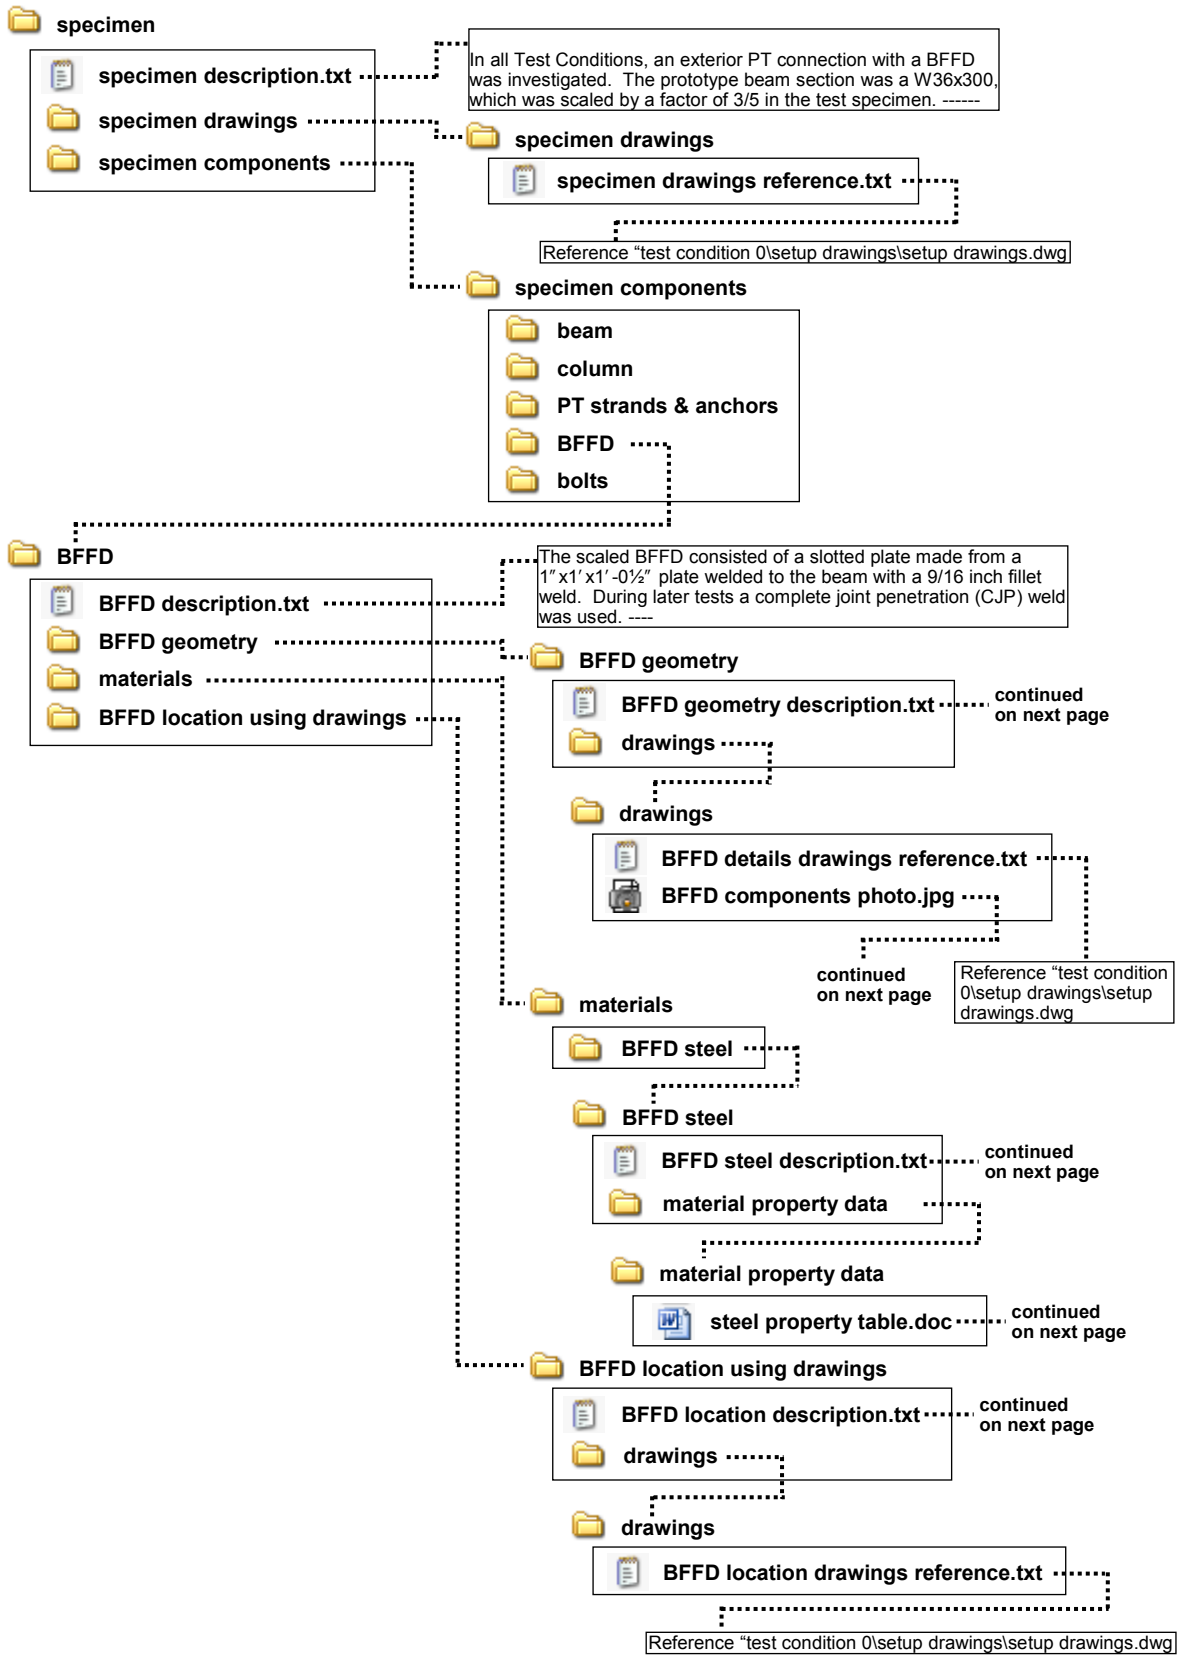 specimen
specimen description.txt
specimen drawings
specimen components
In all Test Conditions, an exterior PT connection with a BFFD
was investigated.  The prototype beam section was a W36x300,
which was scaled by a factor of 3/5 in the test specimen. ------
specimen drawings
specimen drawings reference.txt
Reference “test condition 0\setup drawings\setup drawings.dwg
specimen components
beam
column
PT strands & anchors
BFFD
bolts
BFFD
BFFD description.txt
BFFD geometry
materials
BFFD location using drawings
The scaled BFFD consisted of a slotted plate made from a
1″x1′x1′-0½″ plate welded to the beam with a 9/16 inch fillet
weld.  During later tests a complete joint penetration (CJP) weld
was used. ----
BFFD geometry
BFFD geometry description.txt
drawings
continued
on next page
drawings
BFFD details drawings reference.txt
BFFD components photo.jpg
continued
on next page
Reference “test condition
0\setup drawings\setup
drawings.dwg
materials
BFFD steel
BFFD steel
BFFD steel description.txt
material property data
continued
on next page
material property data
steel property table.doc
continued
on next page
BFFD location using drawings
BFFD location description.txt
drawings
continued
on next page
drawings
BFFD location drawings reference.txt
Reference “test condition 0\setup drawings\setup drawings.dwg